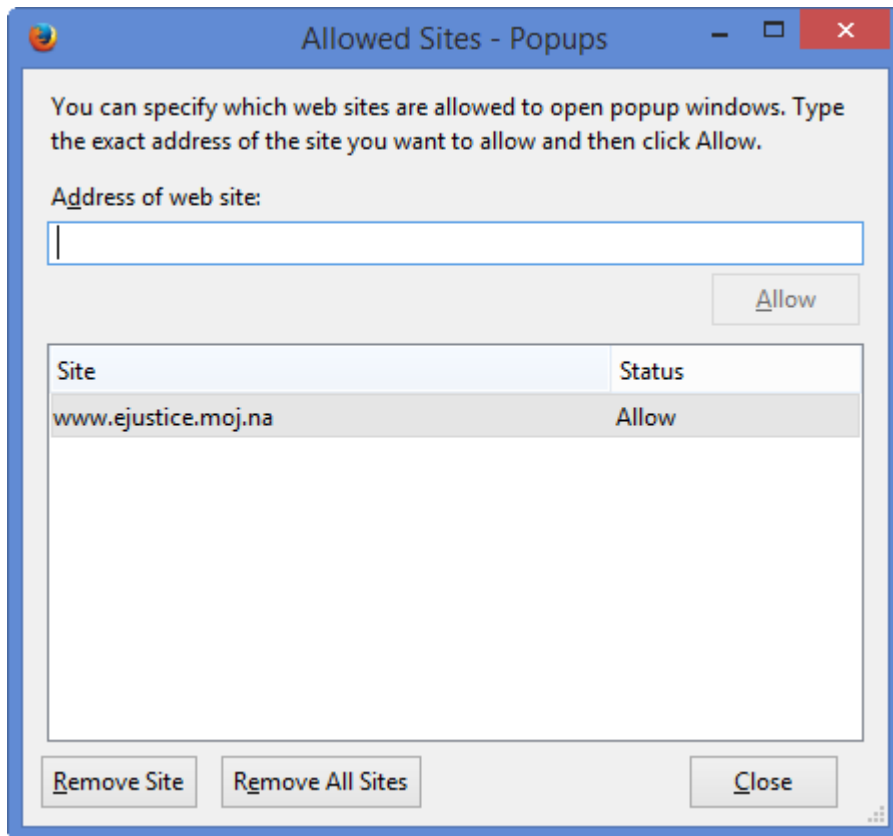 Allowed Sites - Popups
You can specify which web sites are allowed to open popup windows. Type
the exact address of the site you want to allow and then click Allow.
Address of web site:
Allow
Site Status
www.ejustice.moj.na Allow
Remove Site Remove All Sites Close